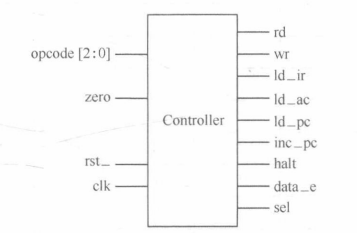 opcode [2:0]
zero
rst_
clk
Controller
rd
wr
ld_ir
ld_ac
ld_pc
inc_pc
halt
data_e
sel